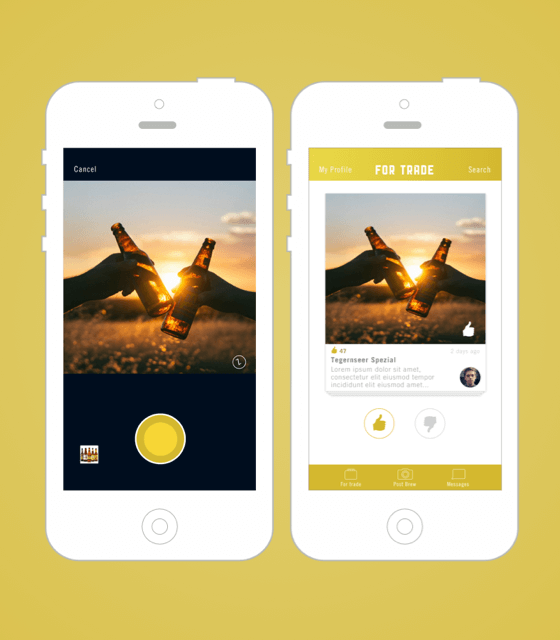 Cancel
My Profile
FOR TRADE
Search
47
2 days ago
Tegernseer Spezial
Lorem ipsum dolor sit amet,
consectetur elit eiusmod tempor
incididunt elit eiusmod amet...
For trade
Post Brew
Messages